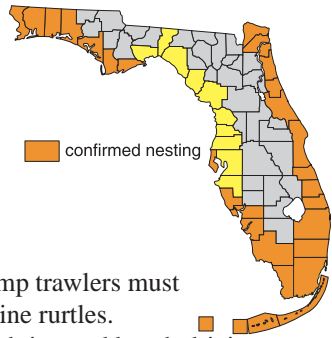 confirmed nesting
mp trawlers must
ine rurtles.